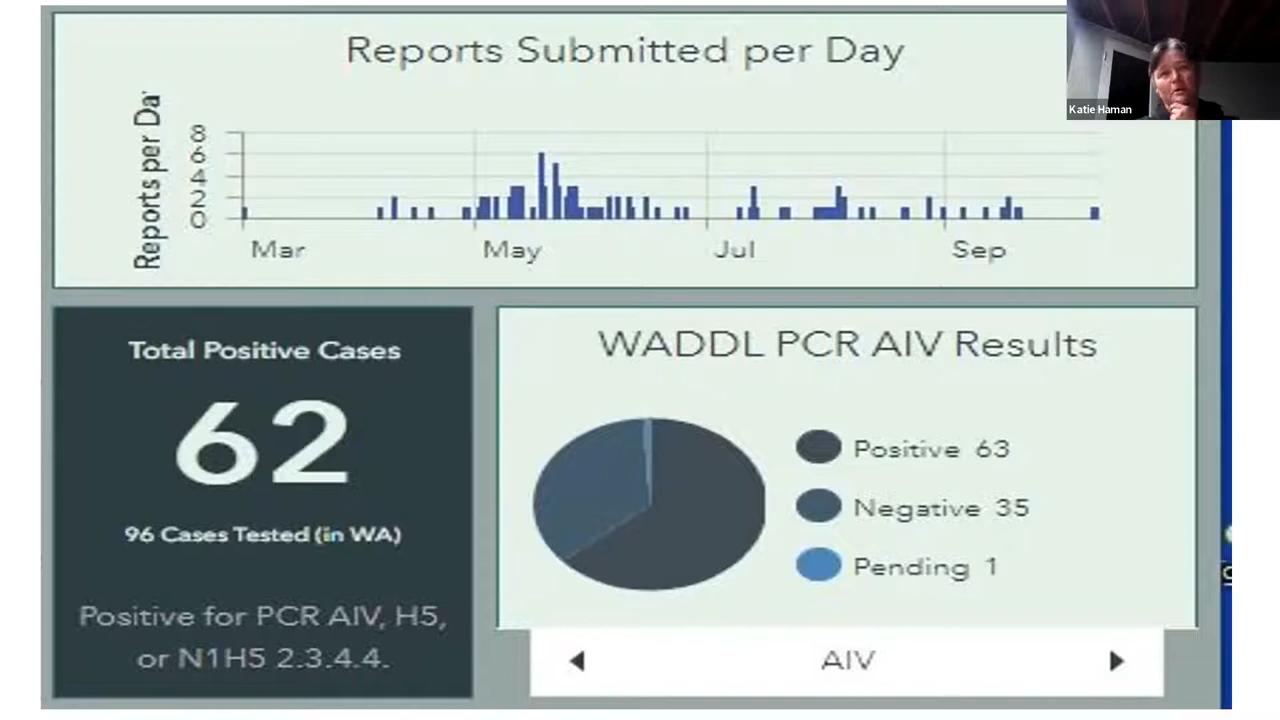 Reports Submitted per Day
Katie Haman
Reports per Da
8
6
4
2
0
Mar
May
Jul
Sep
Total Positive Cases
62
96 Cases Tested (in WA)
Positive for PCR AIV, H5,
or N1H5 2.3.4.4.
WADDL PCR AIV Results
Positive 63
Negative 35
Pending 1
AIV